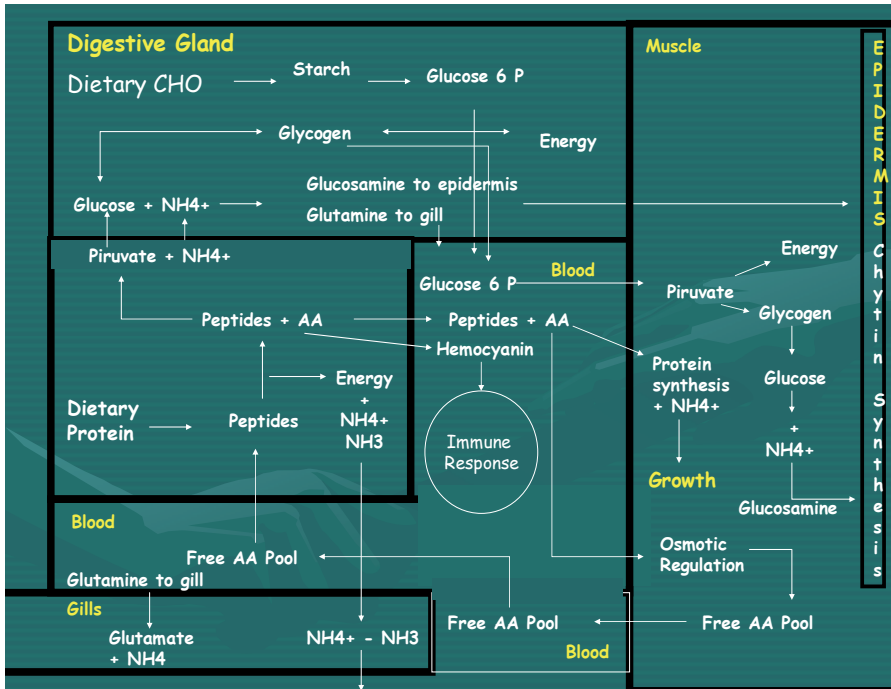 Digestive Gland
Dietary CHO
Starch
Glucose 6 P
Glycogen
Energy
Glucosamine to epidermis
Glucose + NH4+
Glutamine to gill
Piruvate + NH4+
Blood
Glucose 6 P
Peptides + AA
Peptides + AA
Hemocyanin
Energy
+
NH4+
NH3
Dietary
Protein
Peptides
Immune
Response
Blood
Free AA Pool
Glutamine to gill
Gills
Glutamate
+ NH4
NH4+ - NH3
Free AA Pool
Blood
Muscle
Energy
Piruvate
Glycogen
Protein
synthesis
+ NH4+
Glucose
+
NH4+
Growth
Glucosamine
Osmotic
Regulation
Free AA Pool
EPIDERMIS
Chytin Synthesis